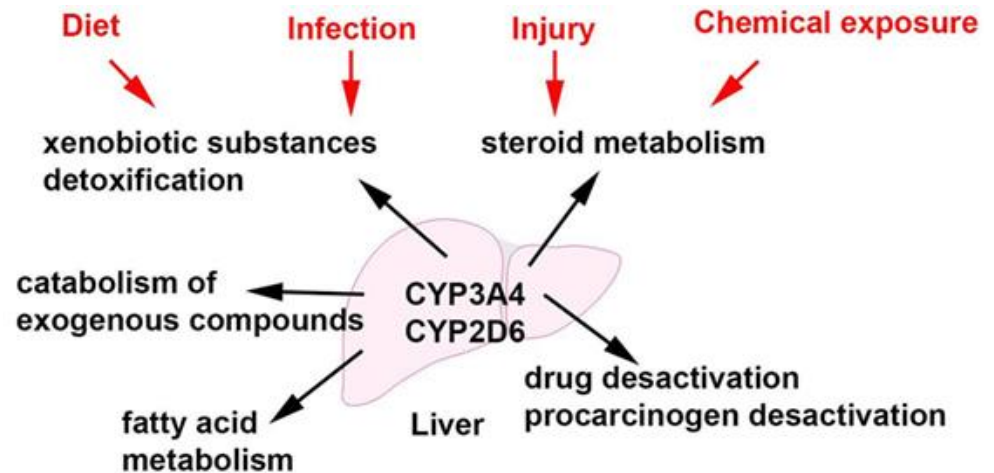 Diet
Infection
Injury
Chemical exposure
xenobiotic substances
detoxification
steroid metabolism
catabolism of
exogenous compounds
CYP3A4
CYP2D6
drug desactivation
procarcinogen desactivation
fatty acid
metabolism
Liver